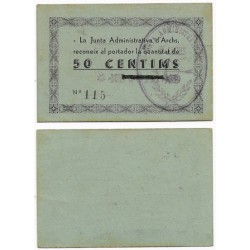 - La Junta Administrativa d'Archs,
reconeix al portador la quantitat de
50 CENTIMS
Nº 115